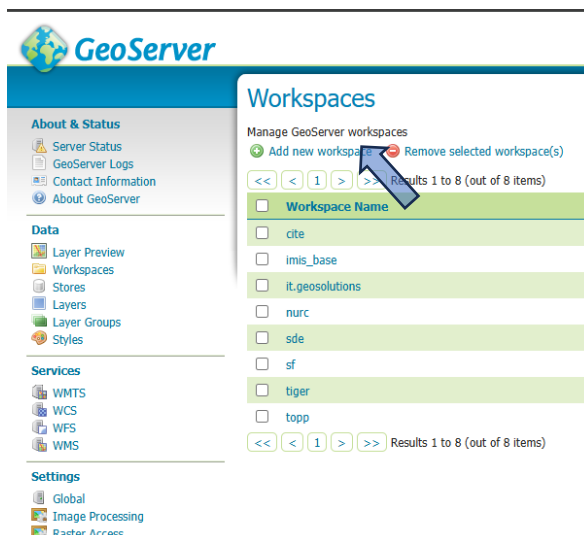 GeoServer
About & Status
Server Status
GeoServer Logs
Contact Information
About GeoServer
Data
Layer Preview
Workspaces
Stores
Layers
Layer Groups
Styles
Services
WMTS
WCS
WFS
WMS
Settings
Global
Image Processing
Raster Access
Workspaces
Manage GeoServer workspaces
Add new workspace Remove selected workspace(s)
<< < 1 > >> Results 1 to 8 (out of 8 items)
Workspace Name
cite
imis_base
it.geosolutions
nurc
sde
sf
tiger
topp
<< < 1 > >> Results 1 to 8 (out of 8 items)